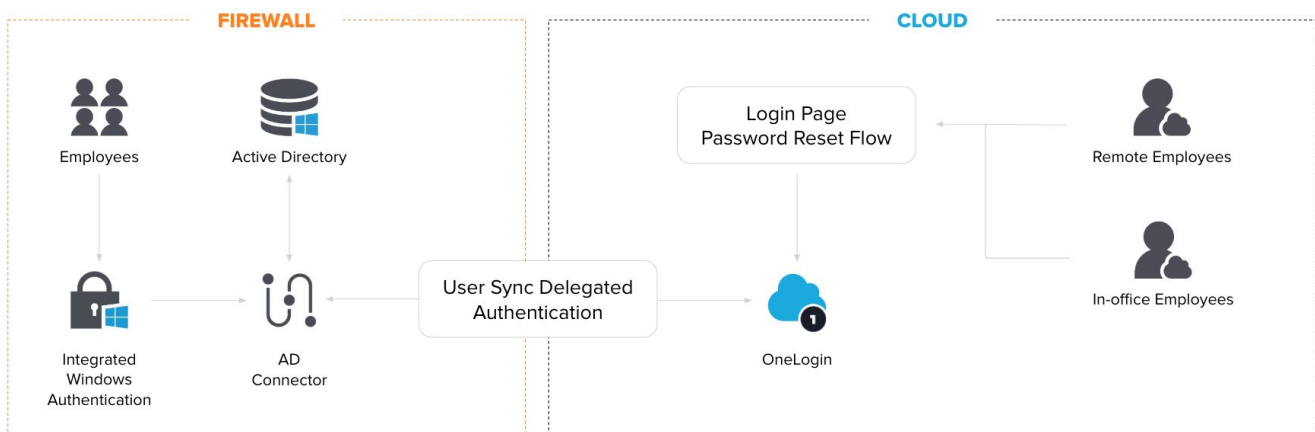 FIREWALL
CLOUD
Employees
Active Directory
Login Page
Password Reset Flow
Remote Employees
User Sync Delegated
Authentication
In-office Employees
Integrated
Windows
Authentication
AD
Connector
1
OneLogin